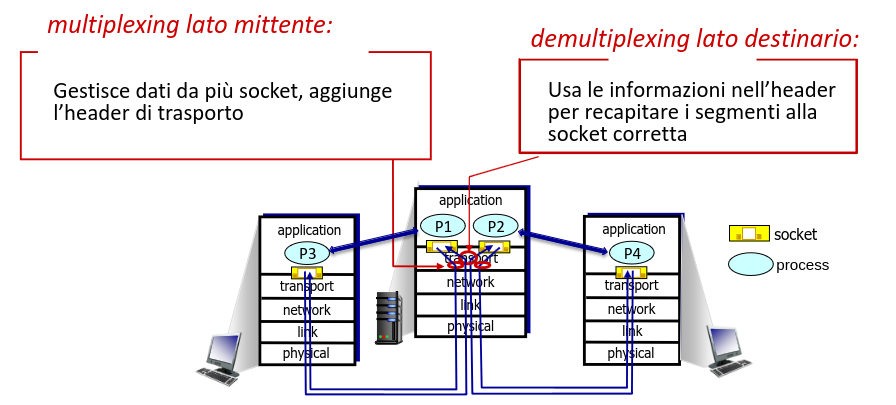 multiplexing lato mittente:
Gestisce dati da più socket, aggiunge
l'header di trasporto
demultiplexing lato destinario:
Usa le informazioni nell'header
per recapitare i segmenti alla
socket corretta
application
P3
transport
network
link
physical
application
P1
P2
transport
network
link
physical
application
P4
transport
network
link
physical
socket
process